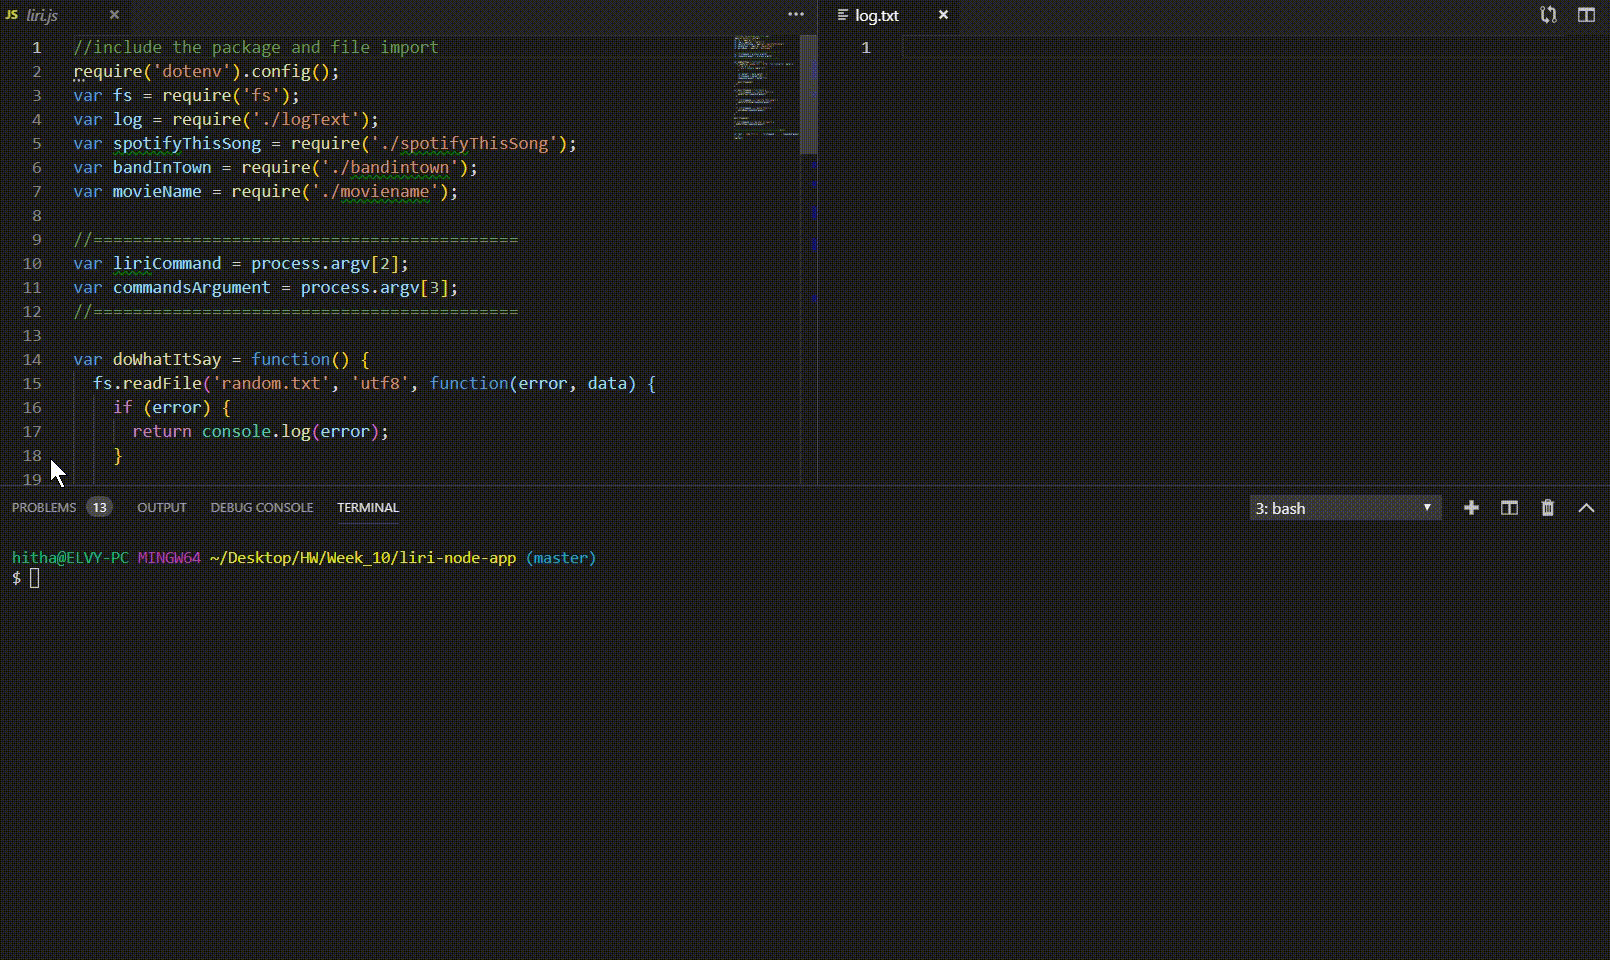 JS liri.js ×
1 //include the package and file import
2 require('dotenv').config();
3 var fs = require('fs');
4 var log = require('./logText');
5 var spotifyThisSong = require('./spotifyThisSong');
6 var bandInTown = require('./bandintown');
7 var movieName = require('./moviename');
8
9 //===========================================
10 var liriCommand = process.argv[2];
11 var commandsArgument = process.argv[3];
12 //===========================================
13
14 var doWhatItSay = function() {
15 fs.readFile('random.txt', 'utf8', function(error, data) {
16 if (error) {
17 return console.log(error);
18 }
19
log.txt ×
1
PROBLEMS 13 OUTPUT DEBUG CONSOLE TERMINAL 3: bash
hitha@ELVY-PC MINGW64 ~/Desktop/HW/Week_10/liri-node-app (master)
$